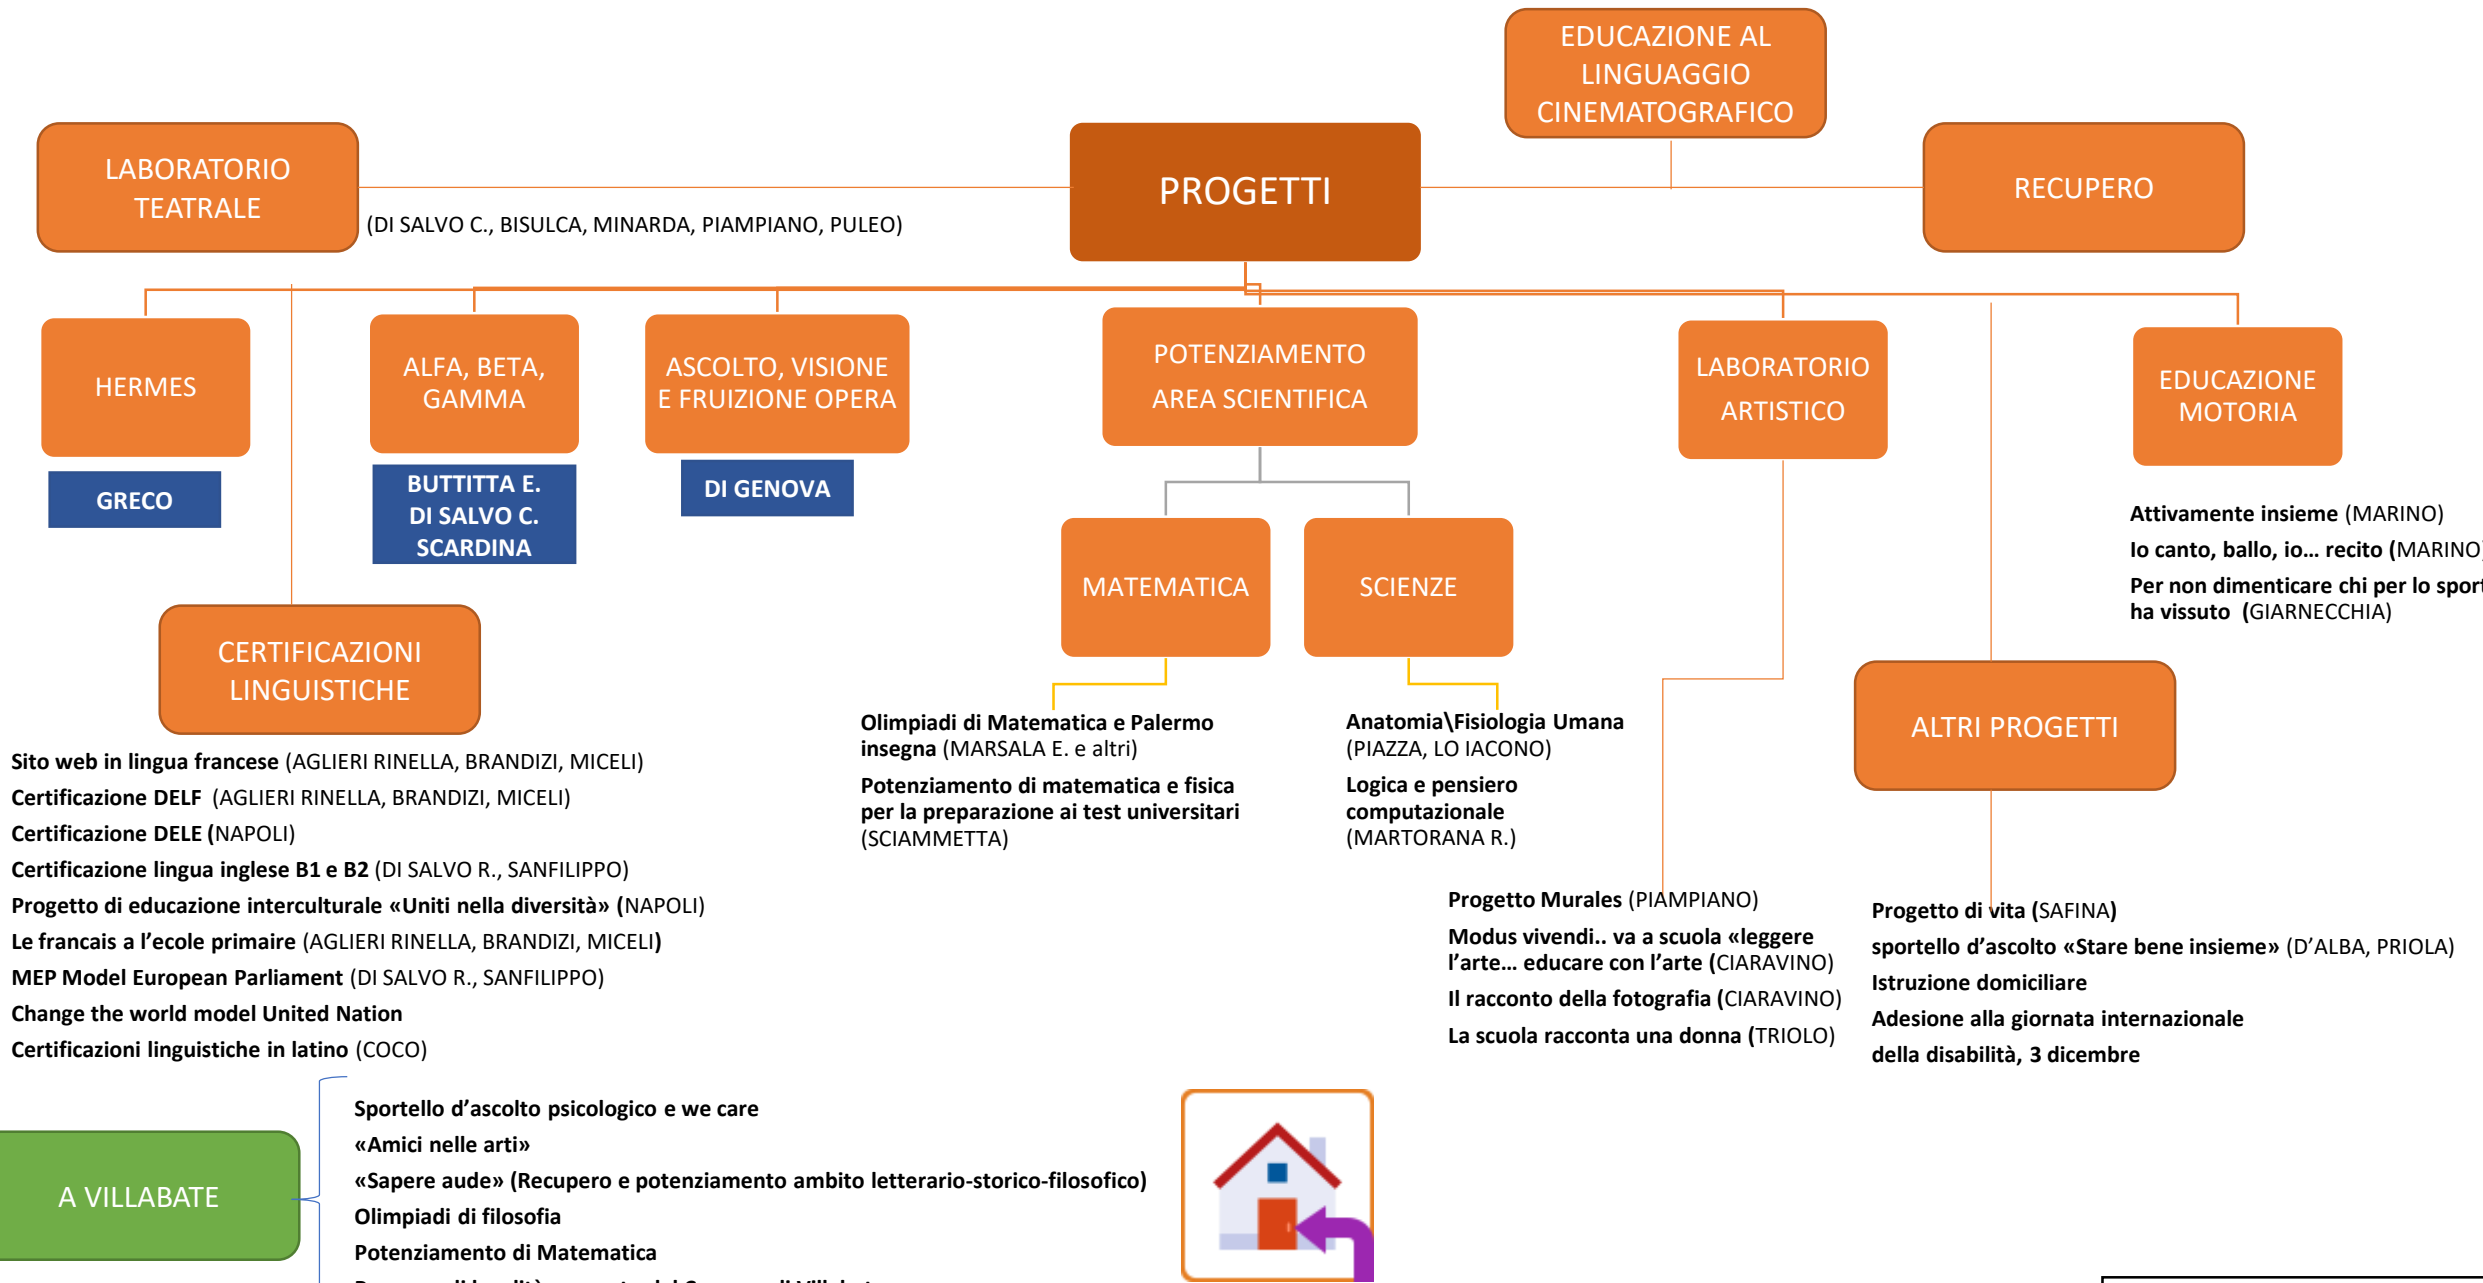 EDUCAZIONE AL
LINGUAGGIO
CINEMATOGRAFICO
LABORATORIO
TEATRALE
PROGETTI
RECUPERO
(DI SALVO C., BISULCA, MINARDA, PIAMPIANO, PULEO)
HERMES
ALFA, BETA,
GAMMA
ASCOLTO, VISIONE
E FRUIZIONE OPERA
POTENZIAMENTO
AREA SCIENTIFICA
LABORATORIO
ARTISTICO
EDUCAZIONE
MOTORIA
GRECO
BUTTITTA E.
DI SALVO C.
SCARDINA
DI GENOVA
MATEMATICA
SCIENZE
Attivamente insieme (MARINO)
Io canto, ballo, io... recito (MARINO)
Per non dimenticare chi per lo sport
ha vissuto (GIARNECCHIA)
CERTIFICAZIONI
LINGUISTICHE
ALTRI PROGETTI
Sito web in lingua francese (AGLIERI RINELLA, BRANDIZI, MICELI)
Certificazione DELF (AGLIERI RINELLA, BRANDIZI, MICELI)
Certificazione DELE (NAPOLI)
Certificazione lingua inglese B1 e B2 (DI SALVO R., SANFILIPPO)
Progetto di educazione interculturale «Uniti nella diversità» (NAPOLI)
Le francais a l’ecole primaire (AGLIERI RINELLA, BRANDIZI, MICELI)
MEP Model European Parliament (DI SALVO R., SANFILIPPO)
Change the world model United Nation
Certificazioni linguistiche in latino (COCO)
Olimpiadi di Matematica e Palermo
insegna (MARSALA E. e altri)
Potenziamento di matematica e fisica
per la preparazione ai test universitari
(SCIAMMETTA)
Anatomia\Fisiologia Umana
(PIAZZA, LO IACONO)
Logica e pensiero
computazionale
(MARTORANA R.)
Progetto Murales (PIAMPIANO)
Modus vivendi.. va a scuola «leggere
l’arte... educare con l’arte (CIARAVINO)
Il racconto della fotografia (CIARAVINO)
La scuola racconta una donna (TRIOLO)
Progetto di vita (SAFINA)
sportello d’ascolto «Stare bene insieme» (D’ALBA, PRIOLA)
Istruzione domiciliare
Adesione alla giornata internazionale
della disabilità, 3 dicembre
A VILLABATE
Sportello d’ascolto psicologico e we care
«Amici nelle arti»
«Sapere aude» (Recupero e potenziamento ambito letterario-storico-filosofico)
Olimpiadi di filosofia
Potenziamento di Matematica